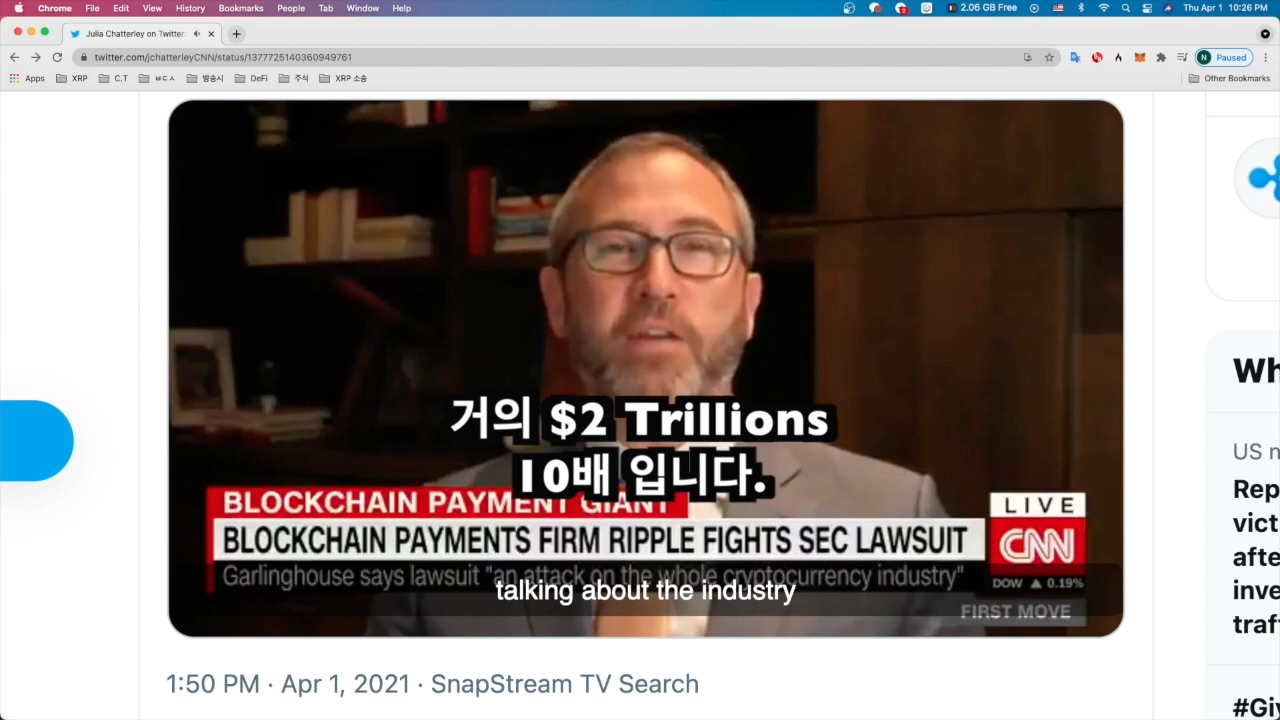 Chrome File Edit View History Bookmarks People Tab Window Help 2.06 GB Free Thu Apr 1 10:26 PM
Julia Chatterley on Twitter
twitter.com/jchatterleyCNN/status/1377725140360949761 N Paused
Apps XRP C.T ㅂㄷㅅ 방송시 DeFi 주식 XRP 소송 Other Bookmarks
거의 $2 Trillions
10배 입니다.
BLOCKCHAIN PAYMENT GIANT
LIVE
BLOCKCHAIN PAYMENTS FIRM RIPPLE FIGHTS SEC LAWSUIT
CNN
Garlinghouse says lawsuit "an attack on the whole cryptocurrency industry"
DOW ▲ 0.19%
talking about the industry
FIRST MOVE
1:50 PM · Apr 1, 2021 · SnapStream TV Search
Wh
US n
Rep
vict
afte
inve
traf
#Giv